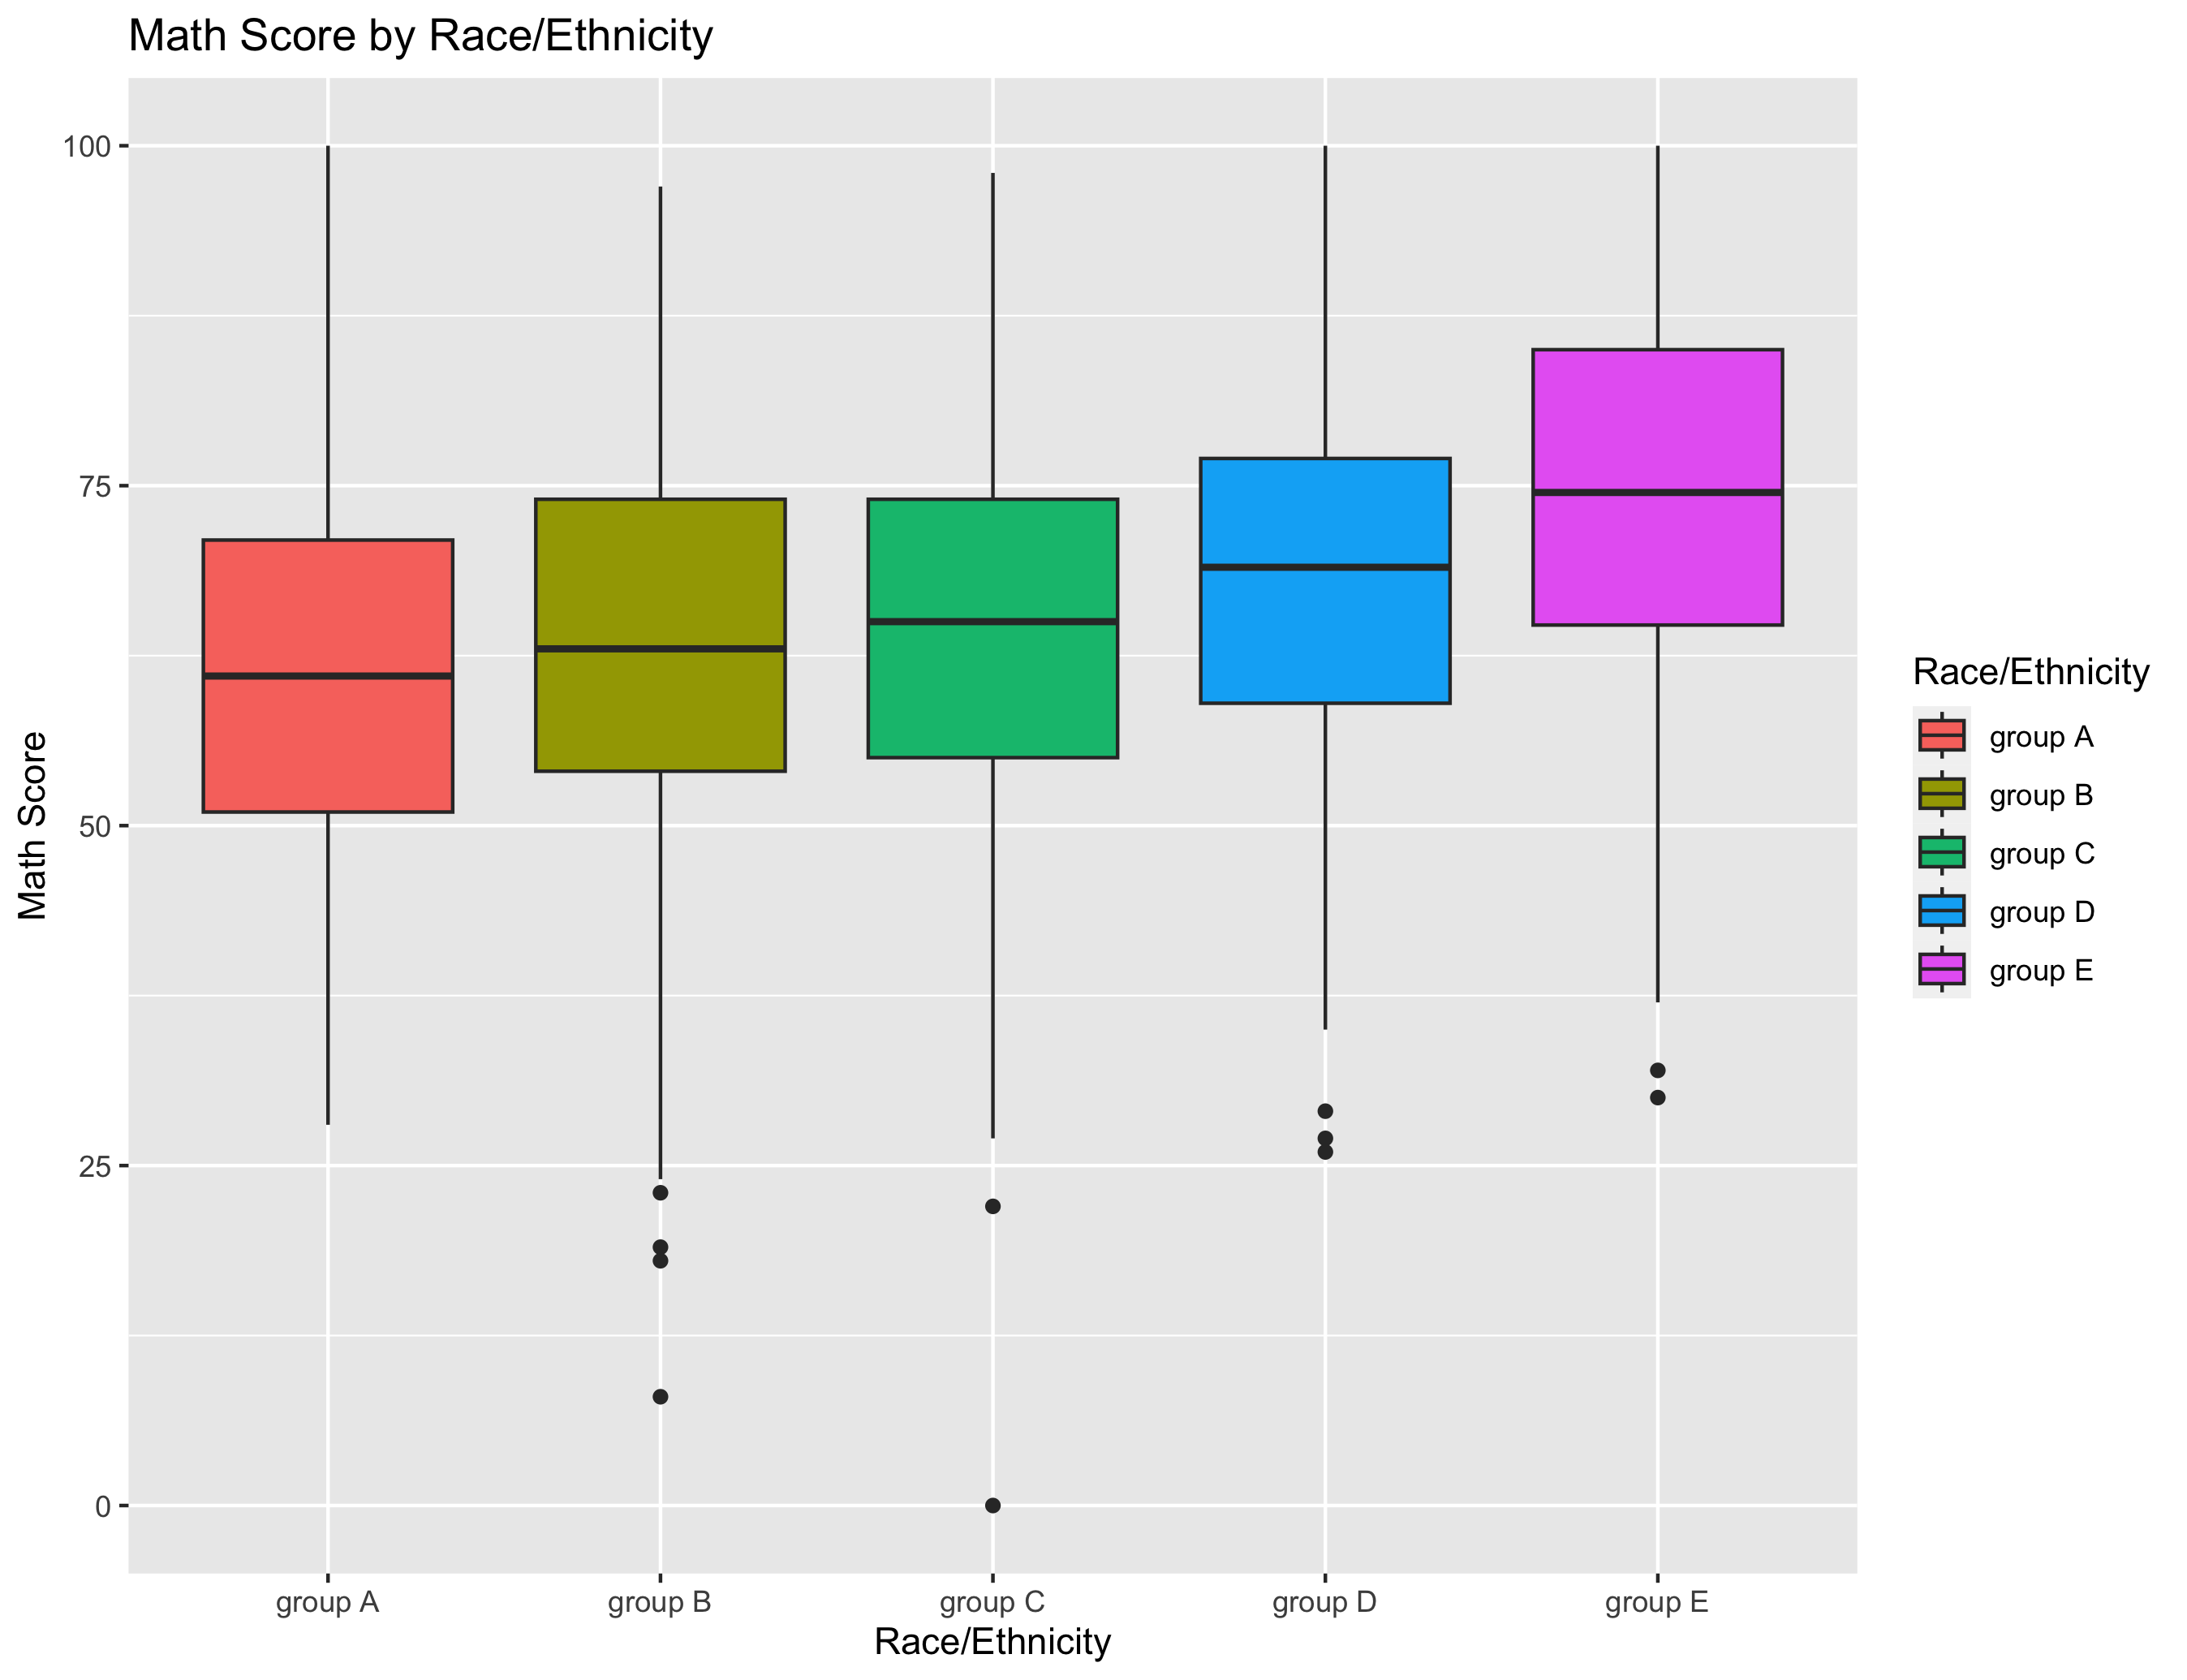 Math Score by Race/Ethnicity
Math Score
100
75
50
25
0
group A
group B
group C
group D
group E
Race/Ethnicity
Race/Ethnicity
group A
group B
group C
group D
group E